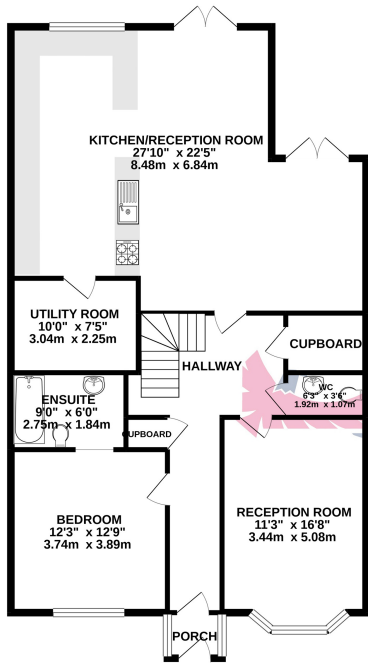 KITCHEN/RECEPTION ROOM
27'10" x 22'5"
8.48m x 6.84m
UTILITY ROOM
10'0" x 7'5"
3.04m x 2.25m
HALLWAY
CUPBOARD
WC
6'3" x 3'6"
1.92m x 1.07m
ENSUITE
9'0" x 6'0"
2.75m x 1.84m
CUPBOARD
BEDROOM
12'3" x 12'9"
3.74m x 3.89m
RECEPTION ROOM
11'3" x 16'8"
3.44m x 5.08m
PORCH